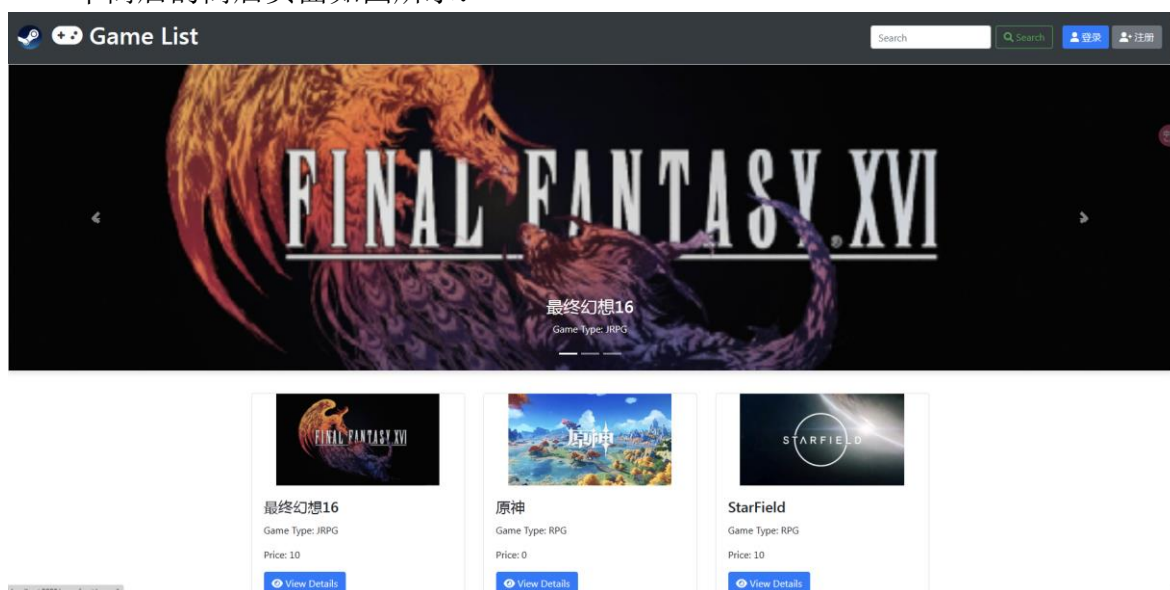 Game List
Search
Search
登录
注册
FINAL FANTASY XVI
最终幻想16
Game Type: JRPG
FINAL FANTASY XVI
原神
STARFIELD
最终幻想16
原神
StarField
Game Type: JRPG
Game Type: RPG
Game Type: RPG
Price: 10
Price: 0
Price: 10
View Details
View Details
View Details